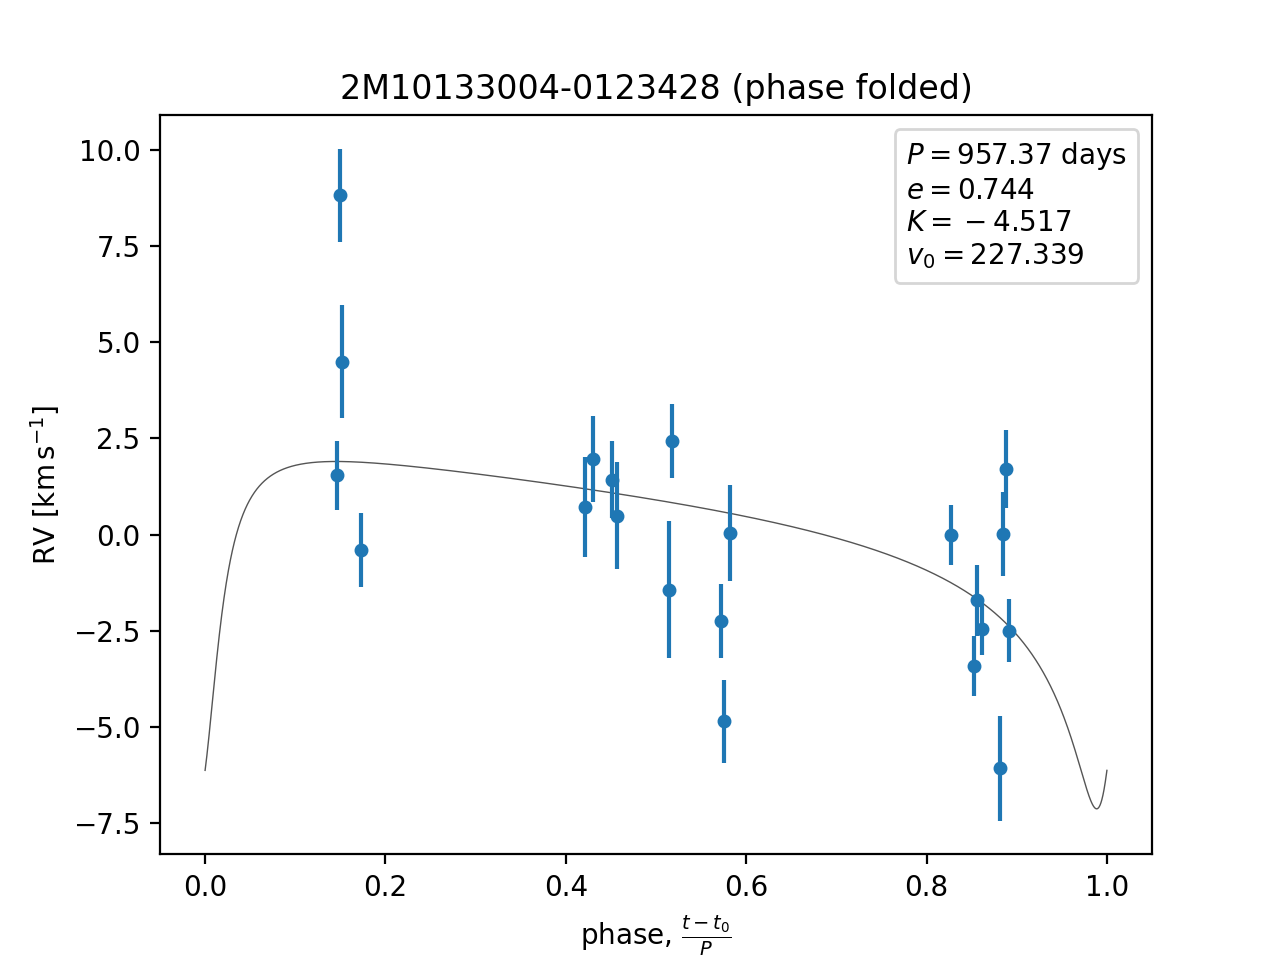 2M10133004-0123428 (phase folded)
P = 957.37 days
e = 0.744
K = −4.517
v₀ = 227.339
10.0
7.5
5.0
2.5
0.0
−2.5
−5.0
−7.5
RV [km s⁻¹]
0.0 0.2 0.4 0.6 0.8 1.0
phase, (t − t₀)/P